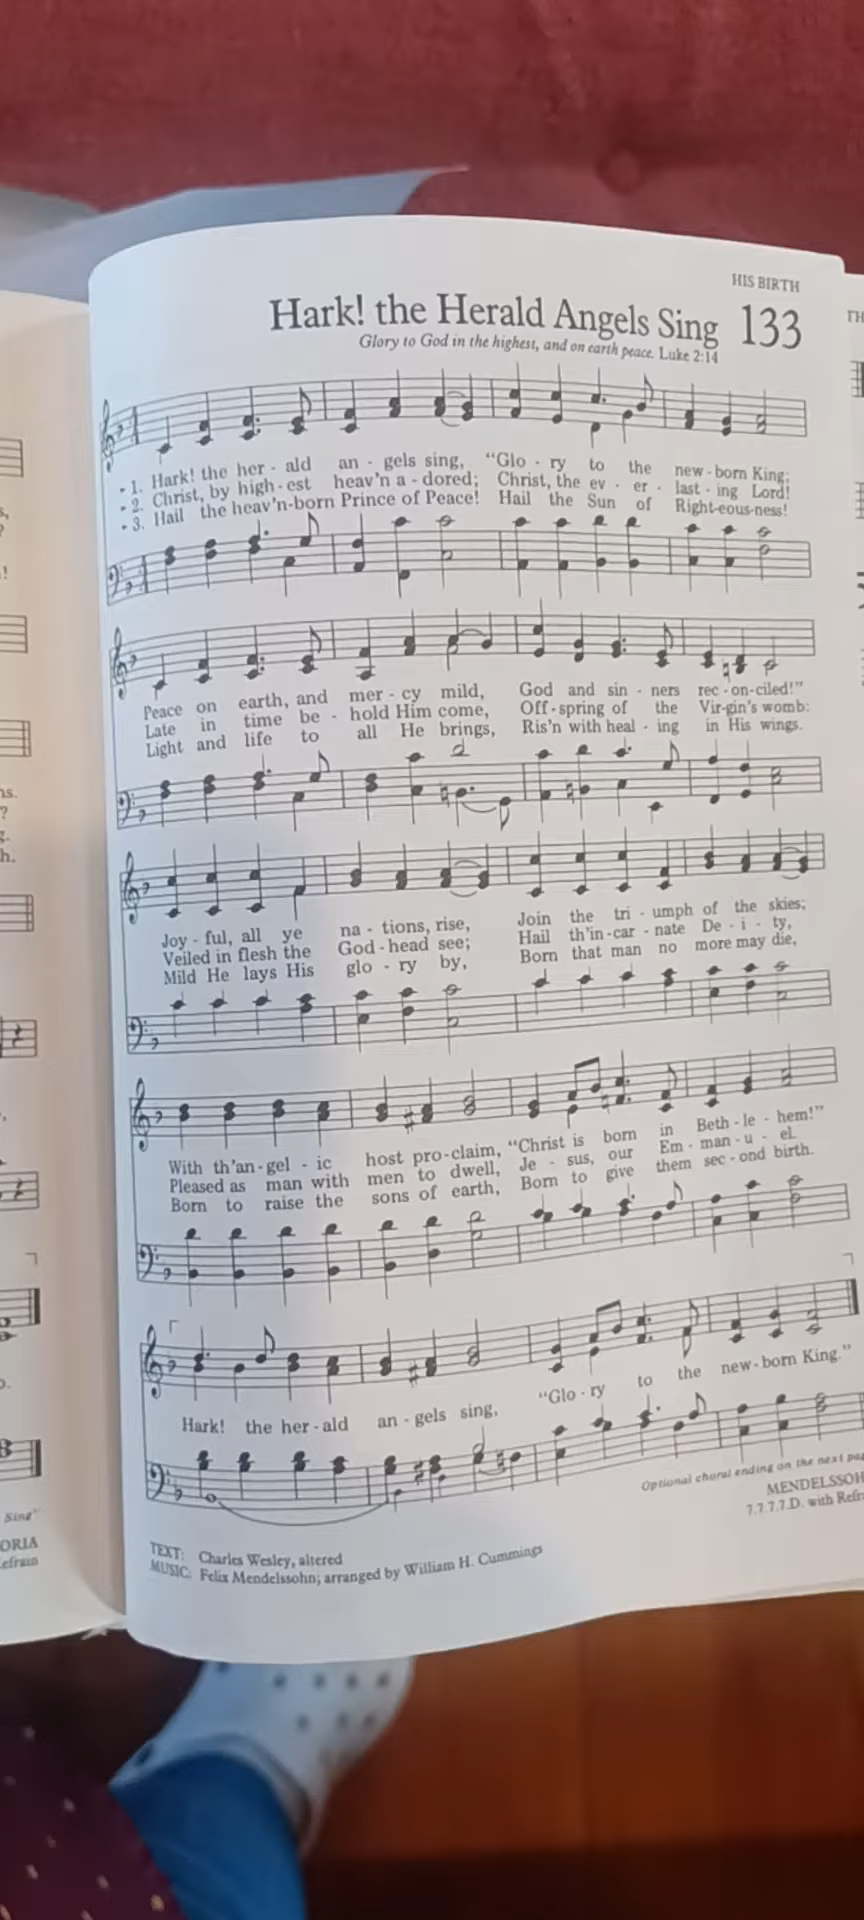 HIS BIRTH
Hark! the Herald Angels Sing 133
Glory to God in the highest, and on earth peace. Luke 2:14
1. Hark! the her - ald an - gels sing, “Glo - ry to the new - born King;
2. Christ, by high - est heav’n a - dored; Christ, the ev - er - last - ing Lord!
3. Hail the heav’n-born Prince of Peace! Hail the Sun of Right-eous-ness!
Peace on earth, and mer - cy mild, God and sin - ners rec - on-ciled!”
Late in time be - hold Him come, Off - spring of the Vir-gin’s womb:
Light and life to all He brings, Ris’n with heal - ing in His wings.
Joy - ful, all ye na - tions, rise, Join the tri - umph of the skies;
Veiled in flesh the God - head see; Hail th’in - car - nate De - i - ty,
Mild He lays His glo - ry by, Born that man no more may die,
With th’an - gel - ic host pro-claim, “Christ is born in Beth - le - hem!”
Pleased as man with men to dwell, Je - sus, our Em - man - u - el.
Born to raise the sons of earth, Born to give them sec - ond birth.
Hark! the her - ald an - gels sing, “Glo - ry to the new - born King.”
Optional choral ending on the next
TEXT: Charles Wesley, altered
MUSIC: Felix Mendelssohn; arranged by William H. Cummings
MENDELSSOH
7.7.7.7.D. with Refra
TH
s,
?
!
ns.
?
g.
h.
Sing”
ORIA
efrain